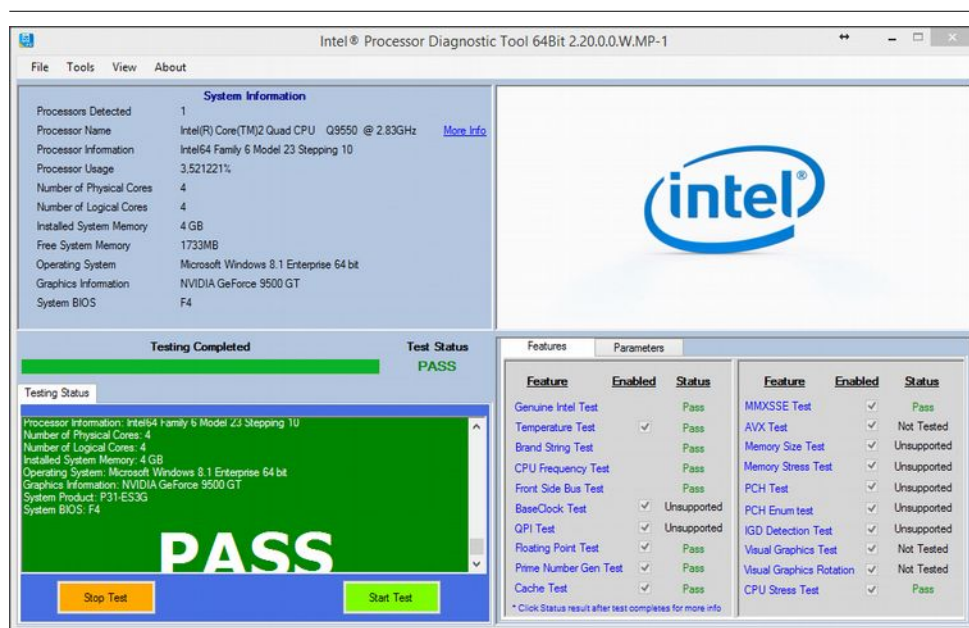 Intel® Processor Diagnostic Tool 64Bit 2.20.0.0.W.MP-1
File Tools View About
System Information
Processors Detected 1
Processor Name Intel(R) Core(TM)2 Quad CPU Q9550 @ 2.83GHz More Info
Processor Information Intel64 Family 6 Model 23 Stepping 10
Processor Usage 3,521221%
Number of Physical Cores 4
Number of Logical Cores 4
Installed System Memory 4 GB
Free System Memory 1733MB
Operating System Microsoft Windows 8.1 Enterprise 64 bit
Graphics Information NVIDIA GeForce 9500 GT
System BIOS F4
intel®
Testing Completed Test Status
PASS
Testing Status
Processor Information: Intel64 Family 6 Model 23 Stepping 10
Number of Physical Cores: 4
Number of Logical Cores: 4
Installed System Memory: 4 GB
Operating System: Microsoft Windows 8.1 Enterprise 64 bit
Graphics Information: NVIDIA GeForce 9500 GT
System Product: P31-ES3G
System BIOS: F4
PASS
Stop Test Start Test
Features Parameters
Feature Enabled Status
Genuine Intel Test Pass
Temperature Test Pass
Brand String Test Pass
CPU Frequency Test Pass
Front Side Bus Test Pass
BaseClock Test Unsupported
QPI Test Unsupported
Floating Point Test Pass
Prime Number Gen Test Pass
Cache Test Pass
* Click Status result after test completes for more info
Feature Enabled Status
MMXSSE Test Pass
AVX Test Not Tested
Memory Size Test Unsupported
Memory Stress Test Unsupported
PCH Test Unsupported
PCH Enum test Unsupported
IGD Detection Test Unsupported
Visual Graphics Test Not Tested
Visual Graphics Rotation Not Tested
CPU Stress Test Pass